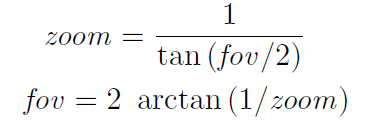 zoom = 1 / tan (fov/2)
fov = 2 arctan (1/zoom)